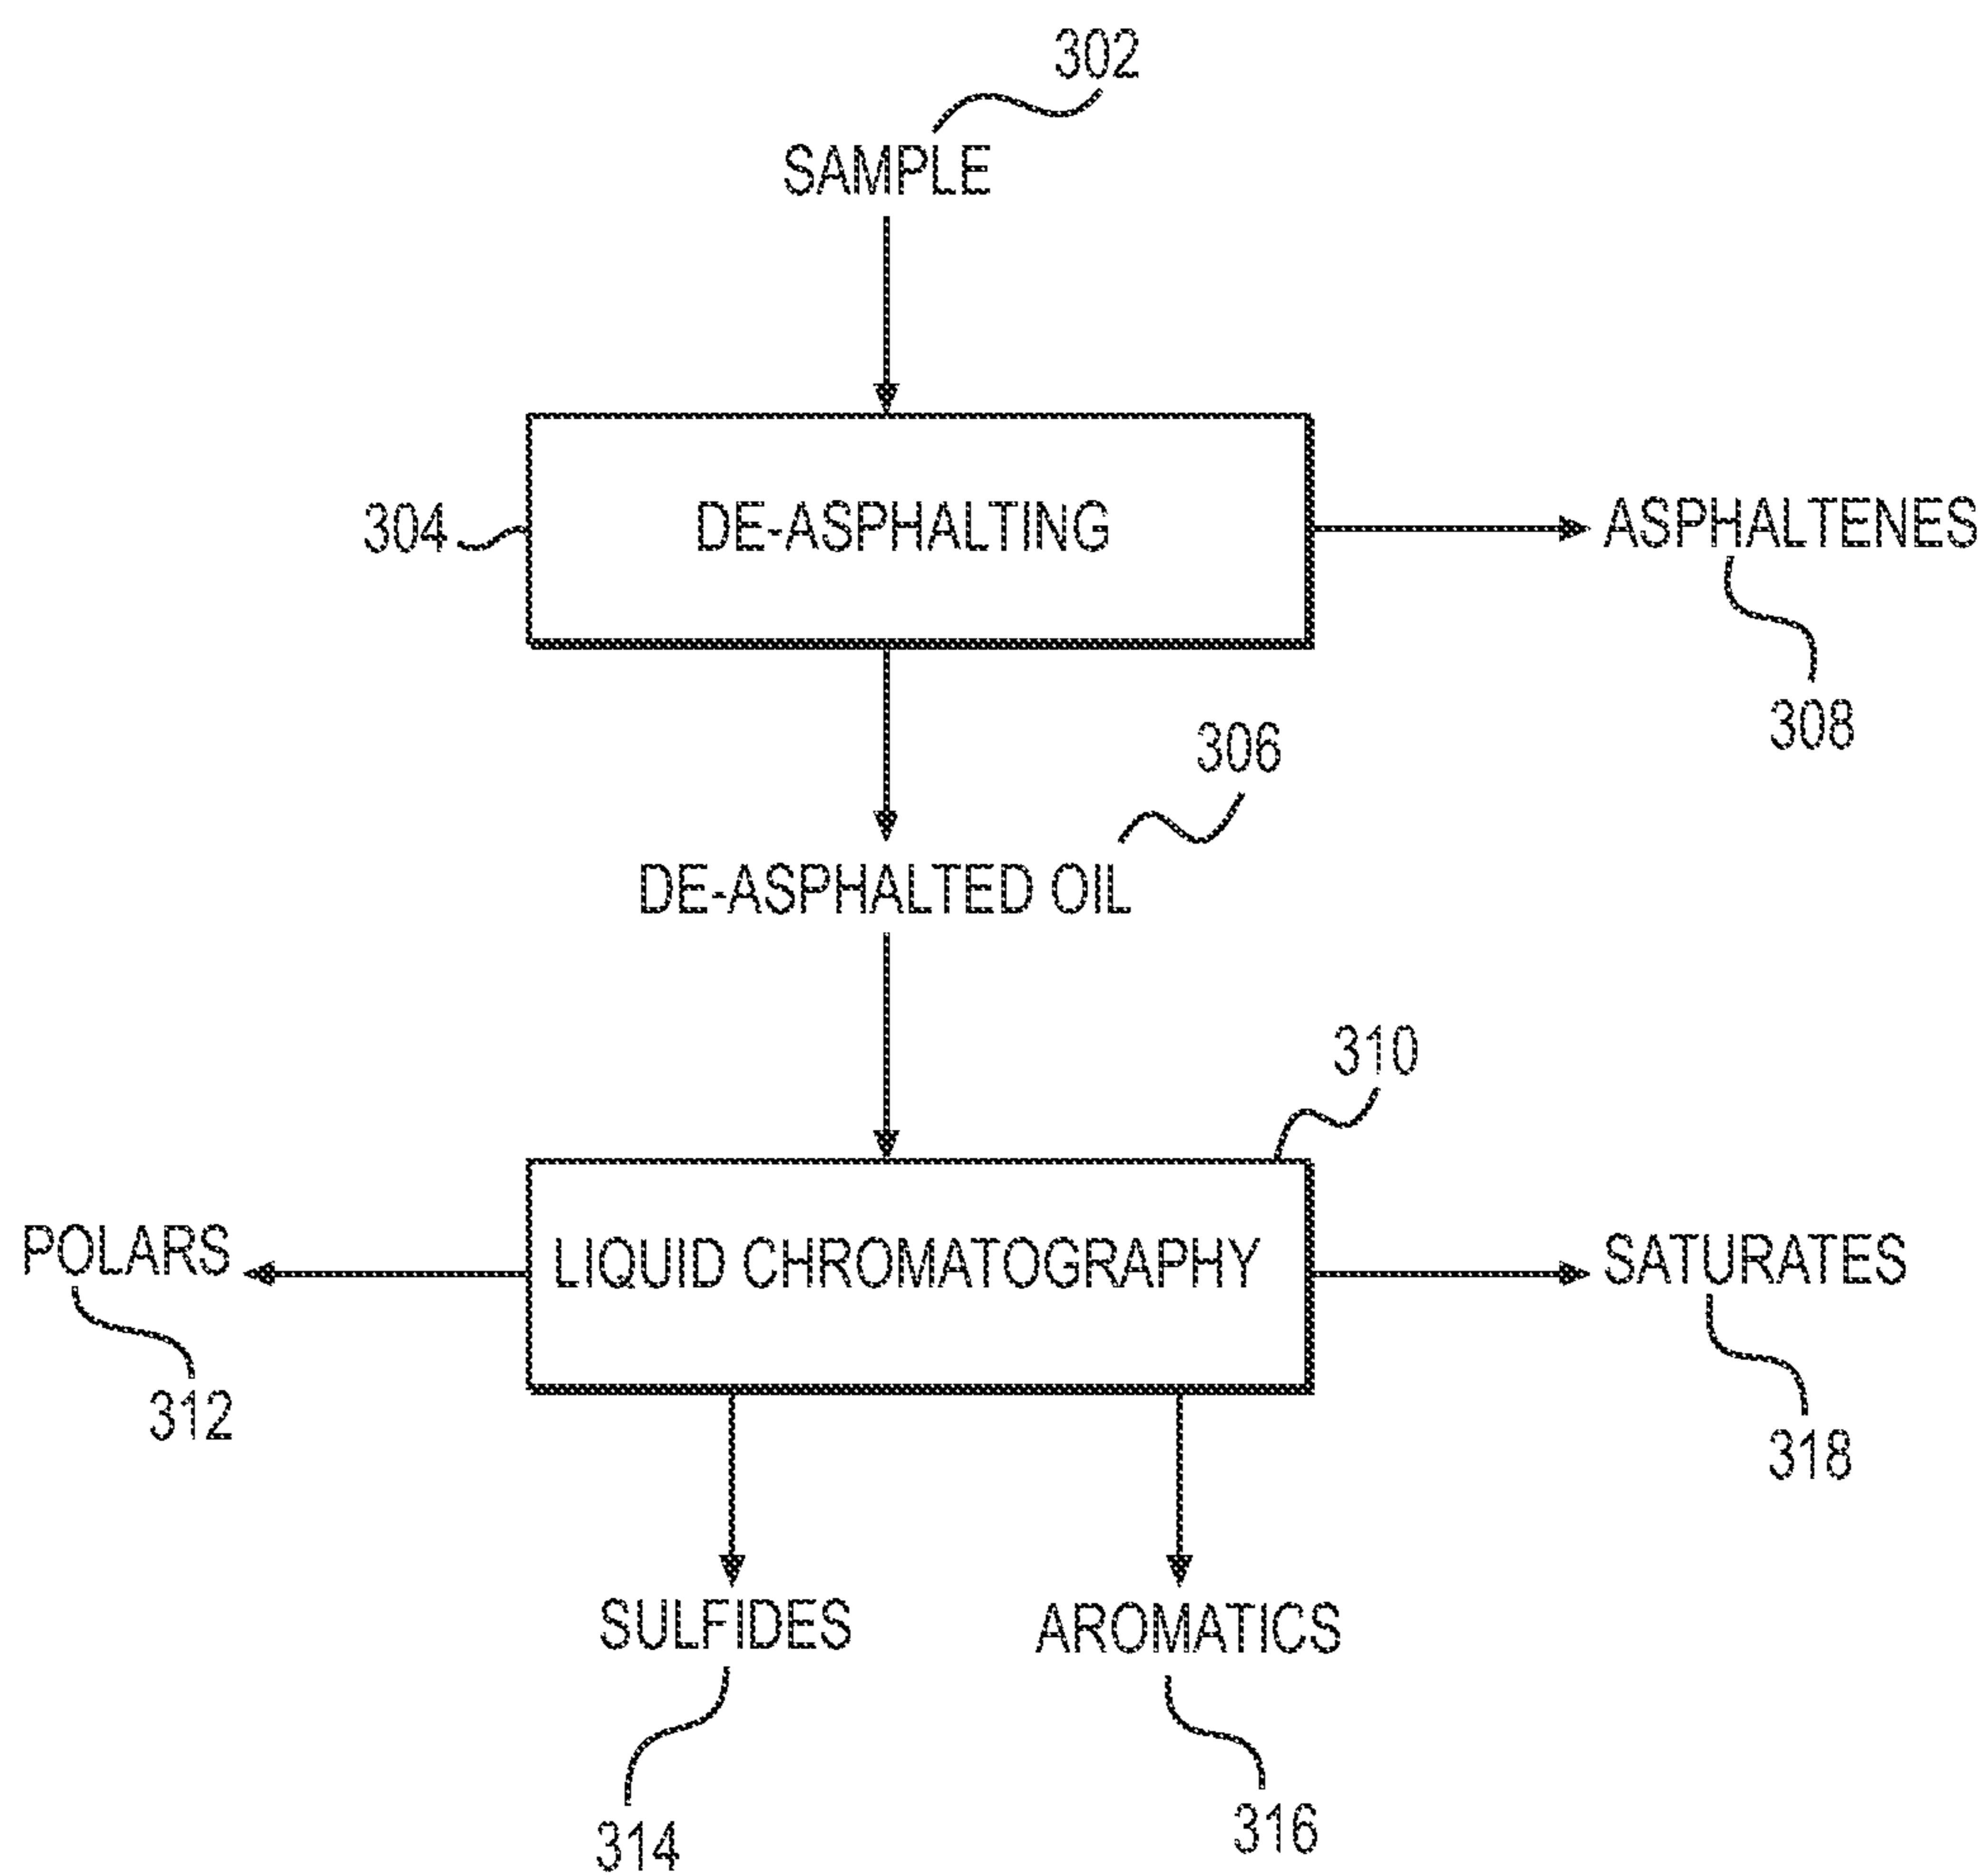 302
SAMPLE
304
DE-ASPHALTING
ASPHALTENES
308
306
DE-ASPHALTED OIL
310
POLARS
LIQUID CHROMATOGRAPHY
SATURATES
312
318
SULFIDES
AROMATICS
314
316